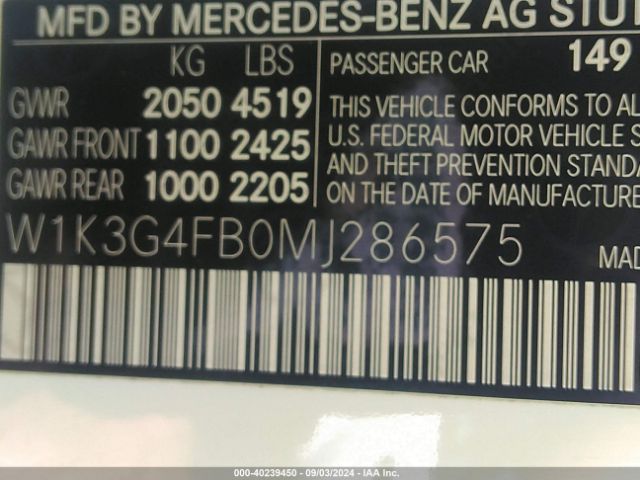 MFD BY MERCEDES-BENZ AG STUT
KG LBS
GVWR 2050 4519
GAWR FRONT 1100 2425
GAWR REAR 1000 2205
PASSENGER CAR 149
THIS VEHICLE CONFORMS TO AL
U.S. FEDERAL MOTOR VEHICLE S
AND THEFT PREVENTION STANDA
ON THE DATE OF MANUFACTUR
W1K3G4FB0MJ286575
MAD
000-40239450 - 09/03/2024 - IAA Inc.